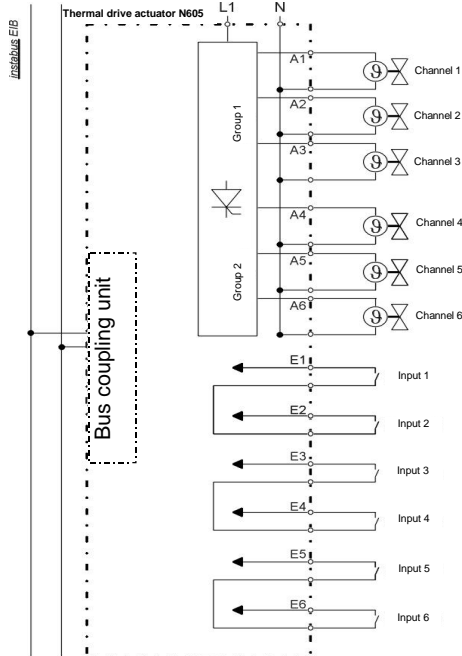 instabus EIB
Thermal drive actuator N605
L1
N
Group 1
Group 2
Bus coupling unit
A1
Channel 1
A2
Channel 2
A3
Channel 3
A4
Channel 4
A5
Channel 5
A6
Channel 6
ϑ
ϑ
ϑ
ϑ
ϑ
ϑ
E1
Input 1
E2
Input 2
E3
Input 3
E4
Input 4
E5
Input 5
E6
Input 6